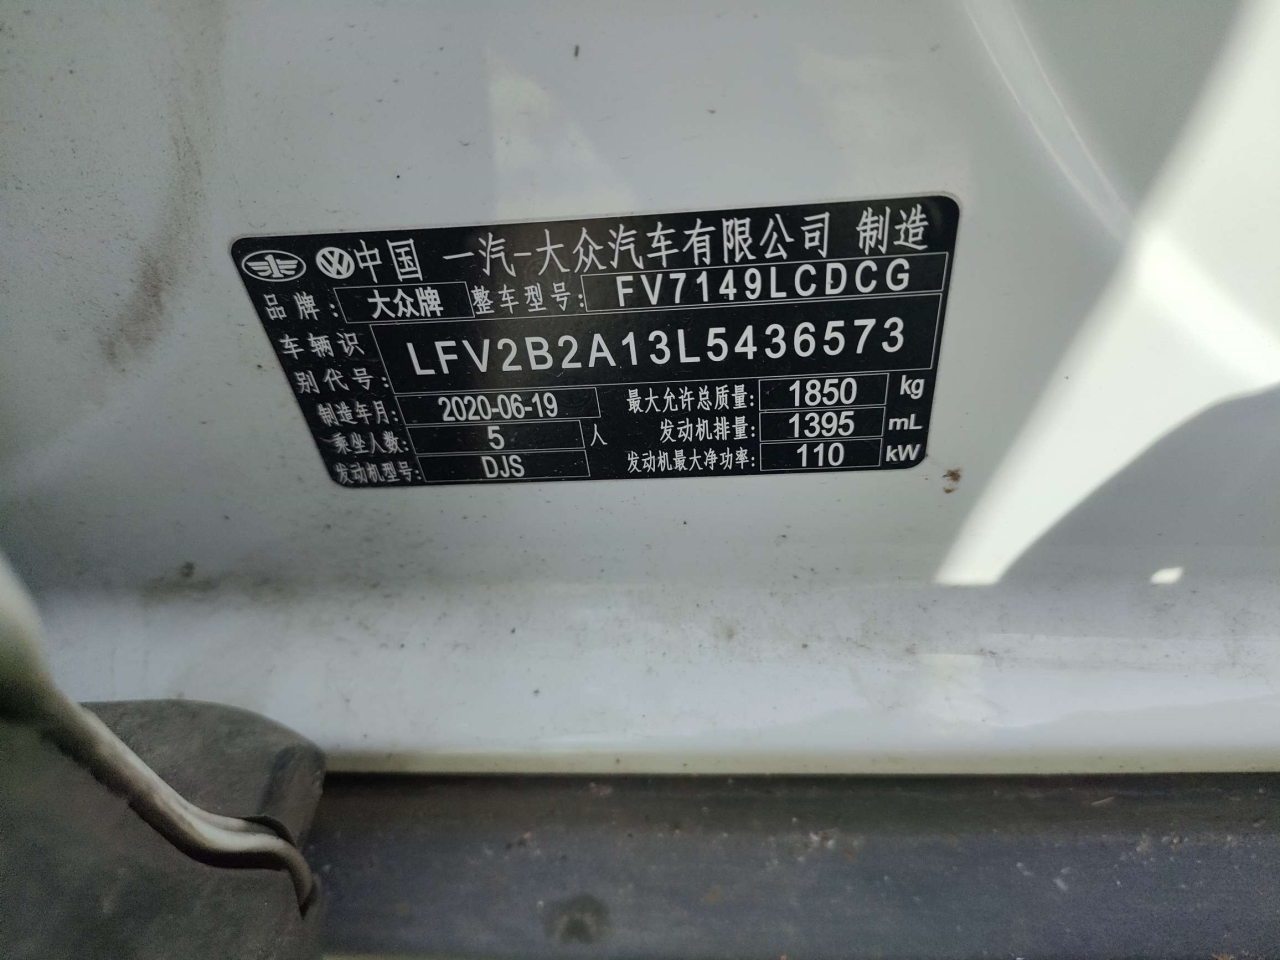 中国 一汽-大众汽车有限公司 制造
品牌: 大众牌 整车型号: FV7149LCDCG
车辆识别代号: LFV2B2A13L5436573
制造年月: 2020-06-19 最大允许总质量: 1850 kg
乘坐人数: 5 人 发动机排量: 1395 mL
发动机型号: DJS 发动机最大净功率: 110 kW